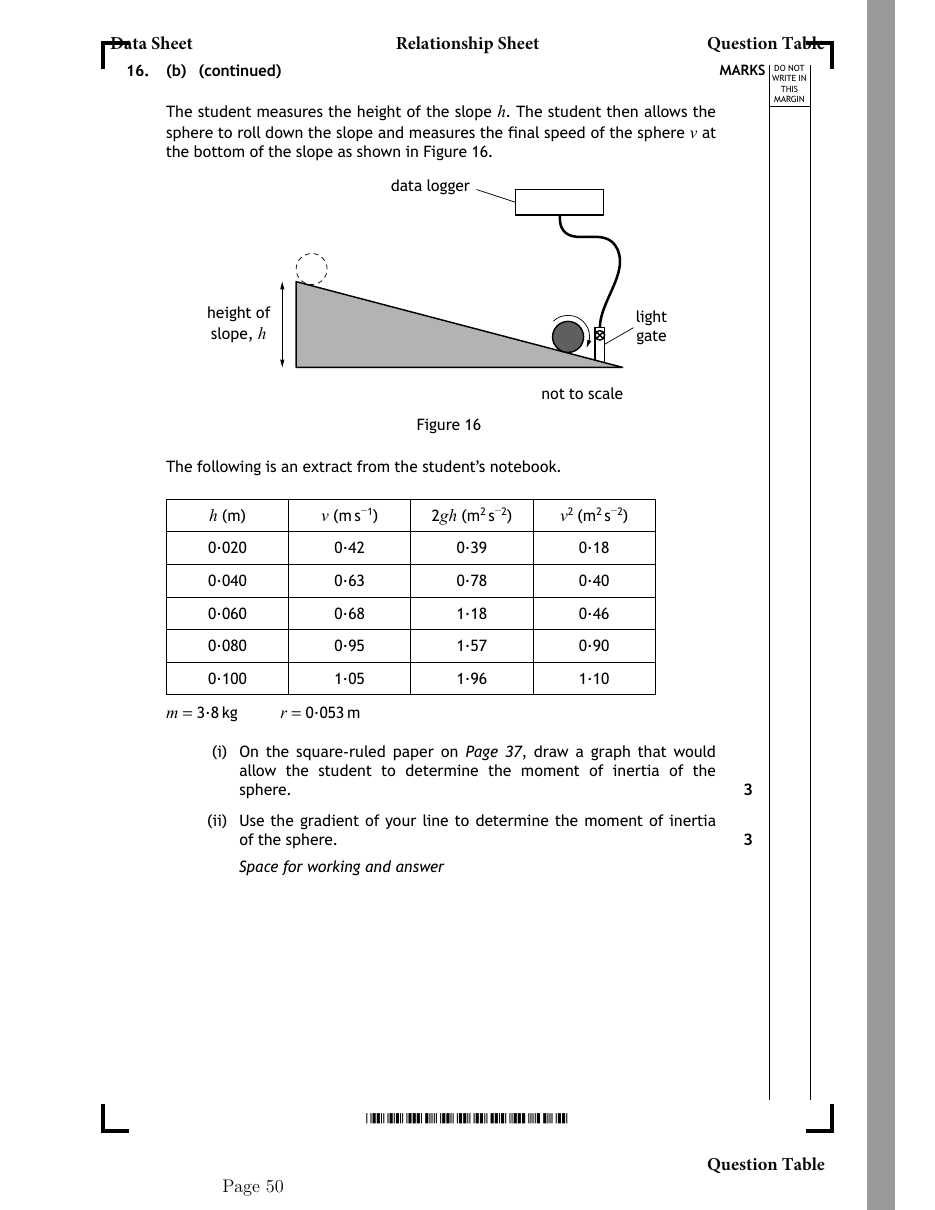 Data Sheet Relationship Sheet Question Table
16. (b) (continued) MARKS DO NOT
WRITE IN
THIS
MARGIN
The student measures the height of the slope h. The student then allows the
sphere to roll down the slope and measures the final speed of the sphere v at
the bottom of the slope as shown in Figure 16.
data logger
height of
slope, h
light
gate
not to scale
Figure 16
The following is an extract from the student’s notebook.
h (m) v (m s⁻¹) 2gh (m² s⁻²) v² (m² s⁻²)
0·020 0·42 0·39 0·18
0·040 0·63 0·78 0·40
0·060 0·68 1·18 0·46
0·080 0·95 1·57 0·90
0·100 1·05 1·96 1·10
m = 3·8 kg r = 0·053 m
(i) On the square-ruled paper on Page 37, draw a graph that would
allow the student to determine the moment of inertia of the
sphere. 3
(ii) Use the gradient of your line to determine the moment of inertia
of the sphere. 3
Space for working and answer
Question Table
Page 50